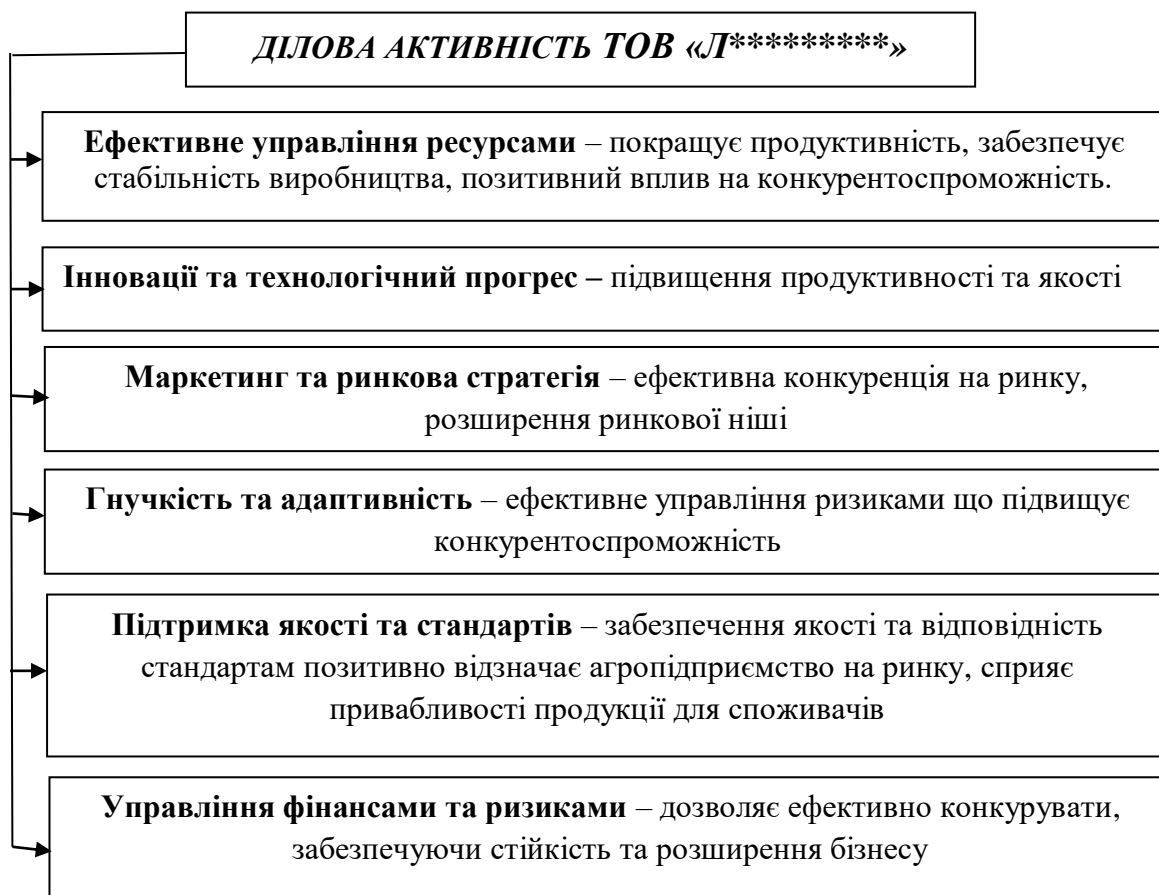 ДІЛОВА АКТИВНІСТЬ ТОВ «Л*********»
Ефективне управління ресурсами – покращує продуктивність, забезпечує
стабільність виробництва, позитивний вплив на конкурентоспроможність.
Інновації та технологічний прогрес – підвищення продуктивності та якості
Маркетинг та ринкова стратегія – ефективна конкуренція на ринку,
розширення ринкової ніші
Гнучкість та адаптивність – ефективне управління ризиками що підвищує
конкурентоспроможність
Підтримка якості та стандартів – забезпечення якості та відповідність
стандартам позитивно відзначає агропідприємство на ринку, сприяє
привабливості продукції для споживачів
Управління фінансами та ризиками – дозволяє ефективно конкурувати,
забезпечуючи стійкість та розширення бізнесу